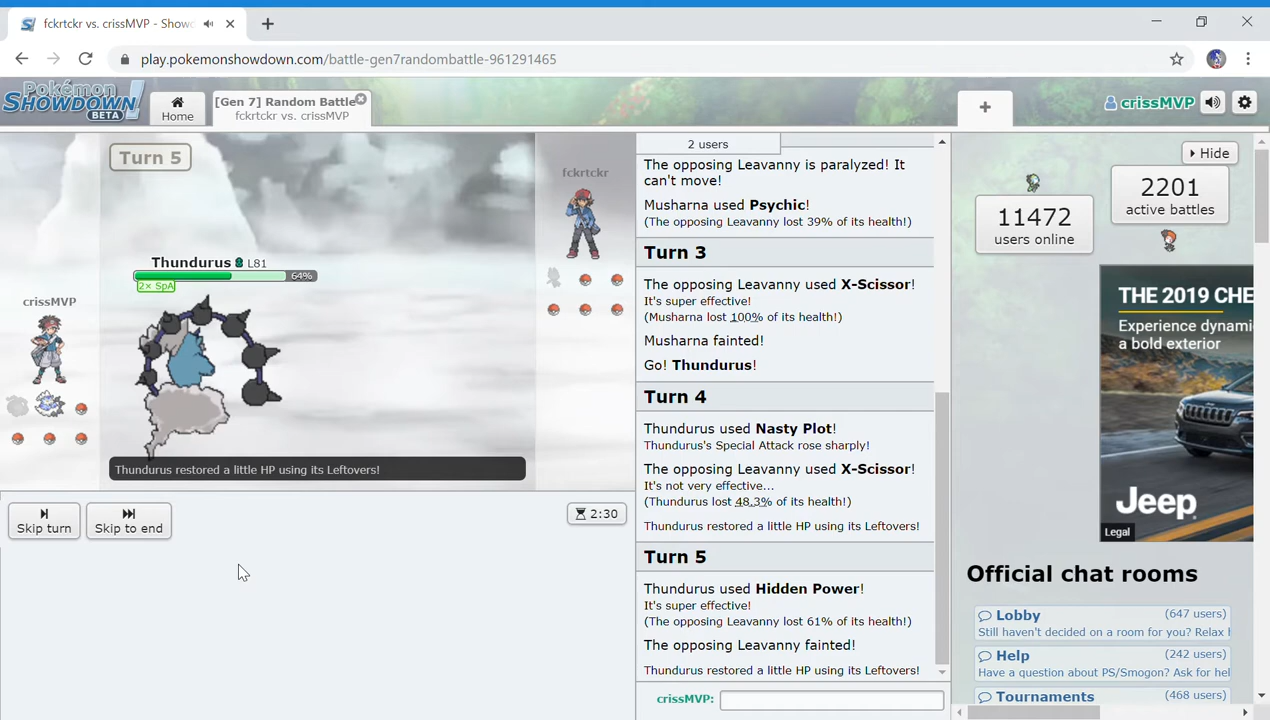 fckrtckr vs. crissMVP - Showd
play.pokemonshowdown.com/battle-gen7randombattle-961291465
Pokémon
SHOWDOWN!
BETA
Home
[Gen 7] Random Battle
fckrtckr vs. crissMVP
+
crissMVP
Turn 5
Thundurus L81
64%
2× SpA
crissMVP
fckrtckr
Thundurus restored a little HP using its Leftovers!
Skip turn
Skip to end
2:30
2 users
The opposing Leavanny is paralyzed! It
can't move!
Musharna used Psychic!
(The opposing Leavanny lost 39% of its health!)
Turn 3
The opposing Leavanny used X-Scissor!
It's super effective!
(Musharna lost 100% of its health!)
Musharna fainted!
Go! Thundurus!
Turn 4
Thundurus used Nasty Plot!
Thundurus's Special Attack rose sharply!
The opposing Leavanny used X-Scissor!
It's not very effective...
(Thundurus lost 48.3% of its health!)
Thundurus restored a little HP using its Leftovers!
Turn 5
Thundurus used Hidden Power!
It's super effective!
(The opposing Leavanny lost 61% of its health!)
The opposing Leavanny fainted!
Thundurus restored a little HP using its Leftovers!
crissMVP:
Hide
11472
users online
2201
active battles
THE 2019 CHE
Experience dynami
a bold exterior.
Jeep
Legal
Official chat rooms
Lobby
(647 users)
Still haven't decided on a room for you? Relax
Help
(242 users)
Have a question about PS/Smogon? Ask for hel
Tournaments
(468 users)